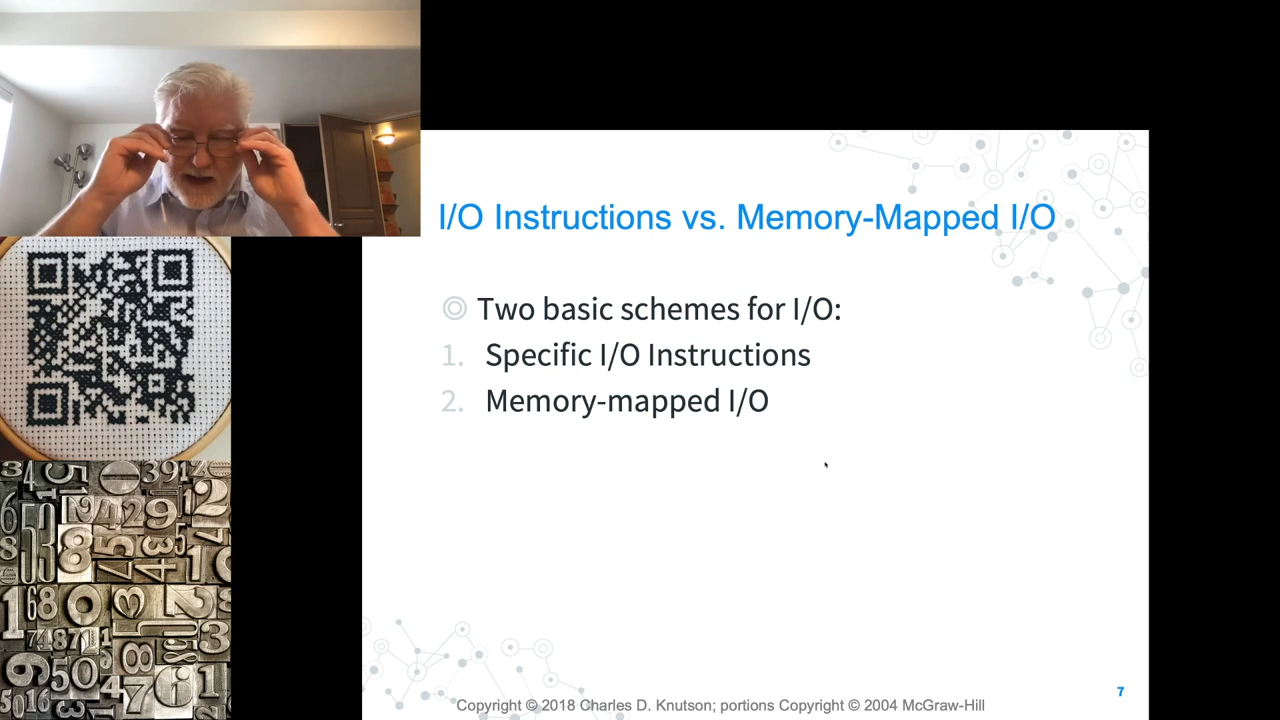 I/O Instructions vs. Memory-Mapped I/O
Two basic schemes for I/O:
1. Specific I/O Instructions
2. Memory-mapped I/O
7
Copyright © 2018 Charles D. Knutson; portions Copyright © 2004 McGraw-Hill